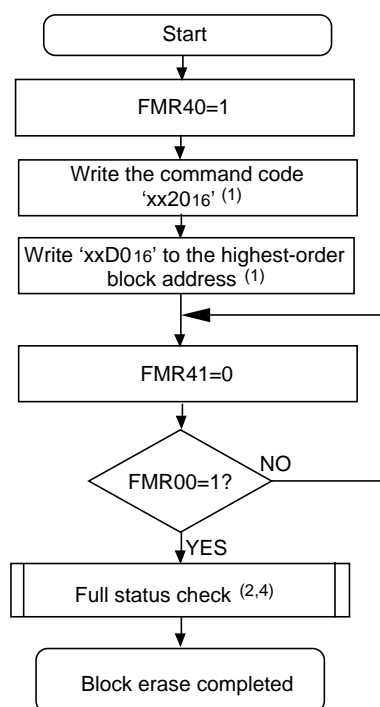 Start
FMR40=1
Write the command code
‘xx2016’ (1)
Write ‘xxD016’ to the highest-order
block address (1)
FMR41=0
FMR00=1?
NO
YES
Full status check (2,4)
Block erase completed